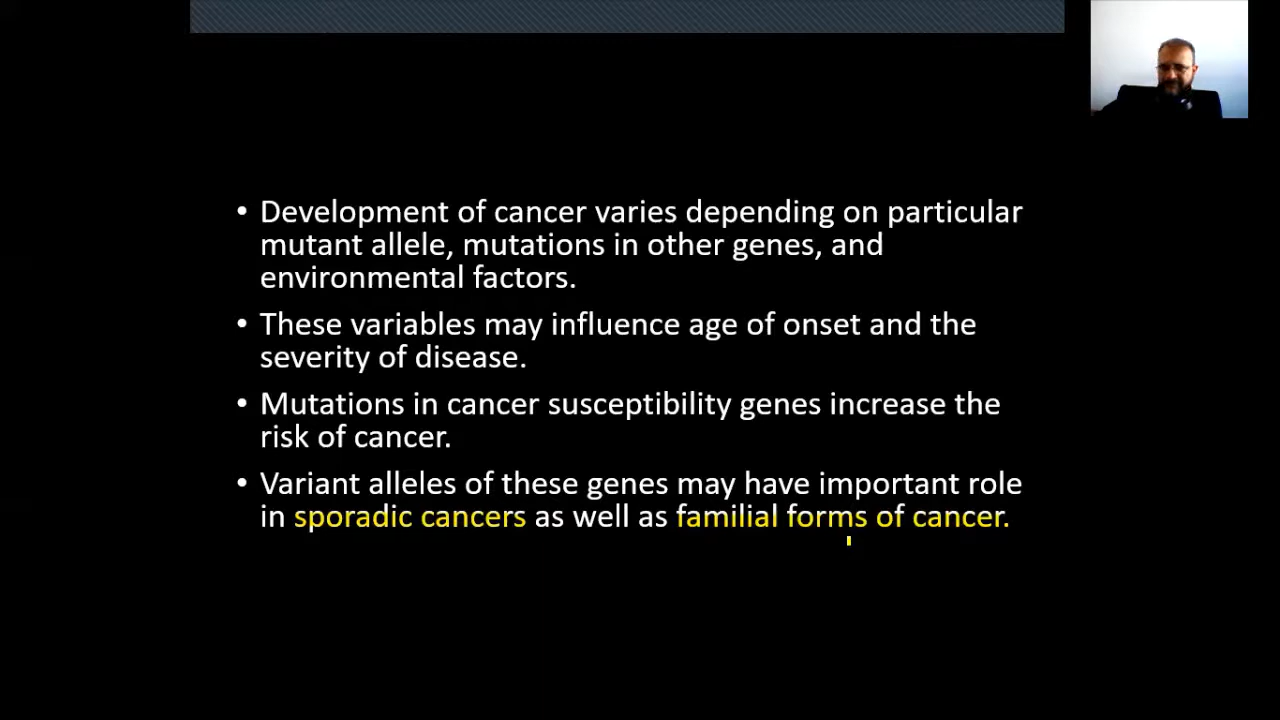 • Development of cancer varies depending on particular
mutant allele, mutations in other genes, and
environmental factors.
• These variables may influence age of onset and the
severity of disease.
• Mutations in cancer susceptibility genes increase the
risk of cancer.
• Variant alleles of these genes may have important role
in sporadic cancers as well as familial forms of cancer.